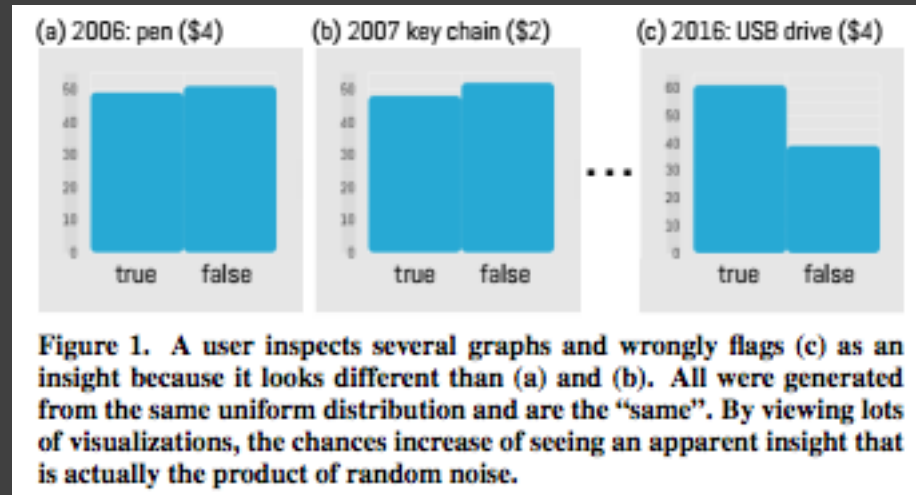 (a) 2006: pen ($4) (b) 2007 key chain ($2) (c) 2016: USB drive ($4)
50
40
30
20
10
0
true false
50
40
30
20
10
0
true false
...
60
50
40
30
20
10
0
true false
Figure 1. A user inspects several graphs and wrongly flags (c) as an
insight because it looks different than (a) and (b). All were generated
from the same uniform distribution and are the “same”. By viewing lots
of visualizations, the chances increase of seeing an apparent insight that
is actually the product of random noise.